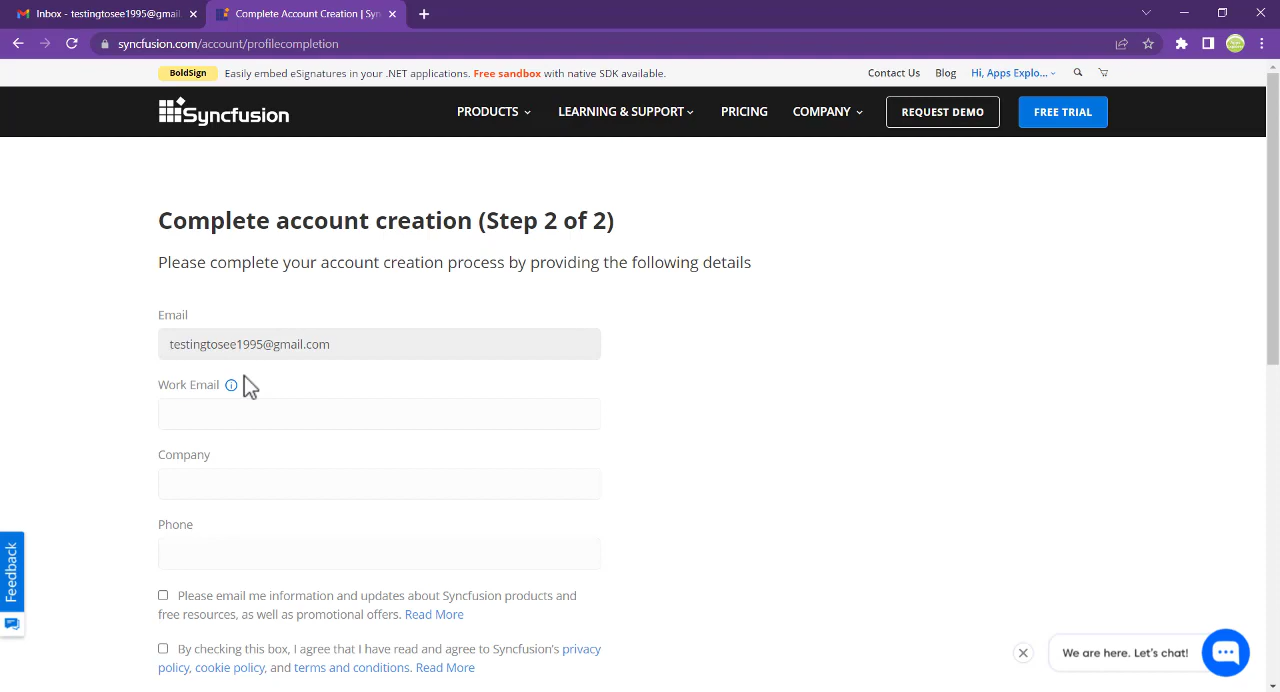 Inbox - testingtosee1995@gmail.
Complete Account Creation | Syn
syncfusion.com/account/profilecompletion
BoldSign Easily embed eSignatures in your .NET applications. Free sandbox with native SDK available.
Contact Us Blog Hi, Apps Explo...
Syncfusion
PRODUCTS LEARNING & SUPPORT PRICING COMPANY REQUEST DEMO FREE TRIAL
Complete account creation (Step 2 of 2)
Please complete your account creation process by providing the following details
Email
testingtosee1995@gmail.com
Work Email
Company
Phone
Please email me information and updates about Syncfusion products and
free resources, as well as promotional offers. Read More
By checking this box, I agree that I have read and agree to Syncfusion's privacy
policy, cookie policy, and terms and conditions. Read More
Feedback
We are here. Let's chat!